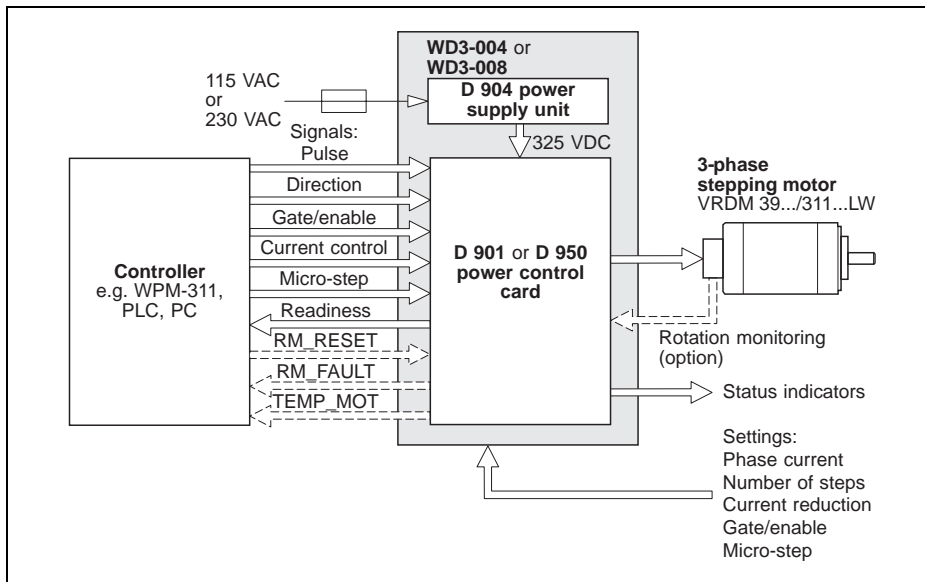 WD3-004 or
WD3-008
D 904 power
supply unit
115 VAC
or
230 VAC
325 VDC
Signals:
Pulse
Direction
Gate/enable
Current control
Micro-step
Readiness
RM_RESET
RM_FAULT
TEMP_MOT
Controller
e.g. WPM-311,
PLC, PC
D 901 or D 950
power control
card
3-phase
stepping motor
VRDM 39.../311...LW
Rotation monitoring
(option)
Status indicators
Settings:
Phase current
Number of steps
Current reduction
Gate/enable
Micro-step